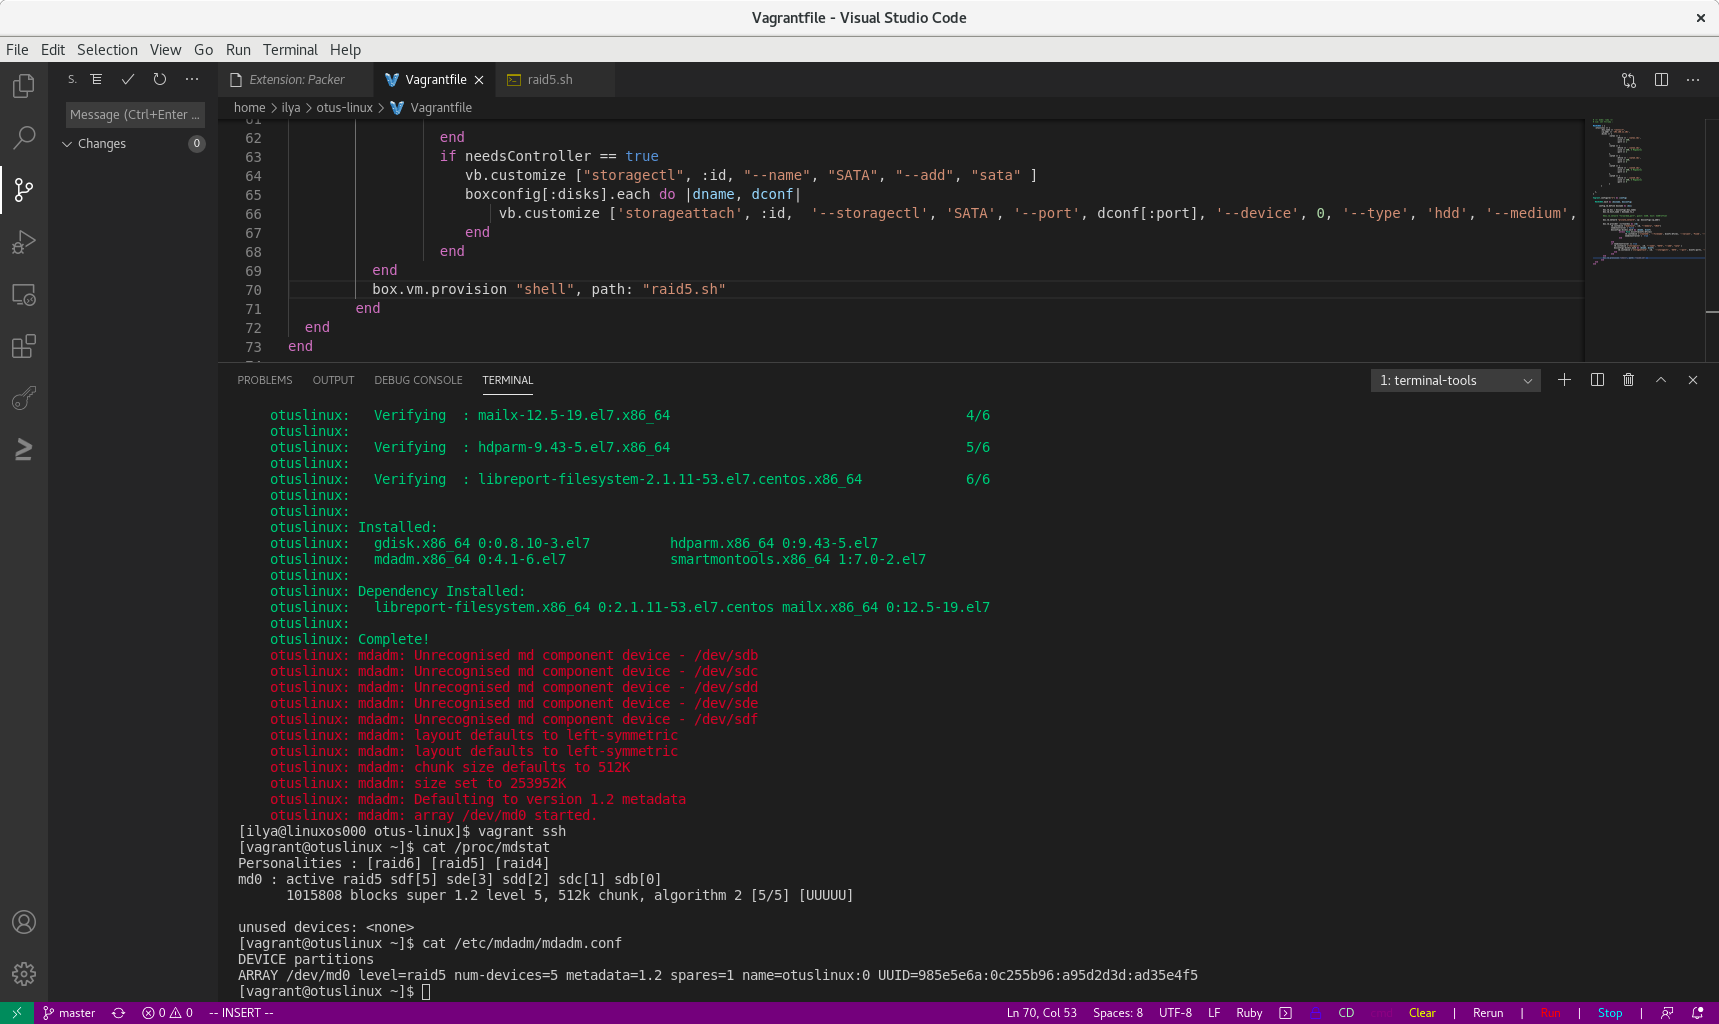 Vagrantfile - Visual Studio Code
File Edit Selection View Go Run Terminal Help
S.
Message (Ctrl+Enter ...
Changes 0
Extension: Packer Vagrantfile raid5.sh
home > ilya > otus-linux > Vagrantfile
61
62 end
63 if needsController == true
64 vb.customize ["storagectl", :id, "--name", "SATA", "--add", "sata" ]
65 boxconfig[:disks].each do |dname, dconf|
66 vb.customize ['storageattach', :id,  '--storagectl', 'SATA', '--port', dconf[:port], '--device', 0, '--type', 'hdd', '--medium',
67 end
68 end
69 end
70 box.vm.provision "shell", path: "raid5.sh"
71 end
72 end
73 end
PROBLEMS OUTPUT DEBUG CONSOLE TERMINAL 1: terminal-tools
otuslinux:   Verifying  : mailx-12.5-19.el7.x86_64 4/6
otuslinux:
otuslinux:   Verifying  : hdparm-9.43-5.el7.x86_64 5/6
otuslinux:
otuslinux:   Verifying  : libreport-filesystem-2.1.11-53.el7.centos.x86_64 6/6
otuslinux:
otuslinux:
otuslinux: Installed:
otuslinux:   gdisk.x86_64 0:0.8.10-3.el7 hdparm.x86_64 0:9.43-5.el7
otuslinux:   mdadm.x86_64 0:4.1-6.el7 smartmontools.x86_64 1:7.0-2.el7
otuslinux:
otuslinux: Dependency Installed:
otuslinux:   libreport-filesystem.x86_64 0:2.1.11-53.el7.centos mailx.x86_64 0:12.5-19.el7
otuslinux:
otuslinux: Complete!
otuslinux: mdadm: Unrecognised md component device - /dev/sdb
otuslinux: mdadm: Unrecognised md component device - /dev/sdc
otuslinux: mdadm: Unrecognised md component device - /dev/sdd
otuslinux: mdadm: Unrecognised md component device - /dev/sde
otuslinux: mdadm: Unrecognised md component device - /dev/sdf
otuslinux: mdadm: layout defaults to left-symmetric
otuslinux: mdadm: layout defaults to left-symmetric
otuslinux: mdadm: chunk size defaults to 512K
otuslinux: mdadm: size set to 253952K
otuslinux: mdadm: Defaulting to version 1.2 metadata
otuslinux: mdadm: array /dev/md0 started.
[ilya@linuxos000 otus-linux]$ vagrant ssh
[vagrant@otuslinux ~]$ cat /proc/mdstat
Personalities : [raid6] [raid5] [raid4]
md0 : active raid5 sdf[5] sde[3] sdd[2] sdc[1] sdb[0]
1015808 blocks super 1.2 level 5, 512k chunk, algorithm 2 [5/5] [UUUUU]
unused devices: <none>
[vagrant@otuslinux ~]$ cat /etc/mdadm/mdadm.conf
DEVICE partitions
ARRAY /dev/md0 level=raid5 num-devices=5 metadata=1.2 spares=1 name=otuslinux:0 UUID=985e5e6a:0c255b96:a95d2d3d:ad35e4f5
[vagrant@otuslinux ~]$
master 0 0 -- INSERT -- Ln 70, Col 53 Spaces: 8 UTF-8 LF Ruby CD Clear | Rerun | Run | Stop |